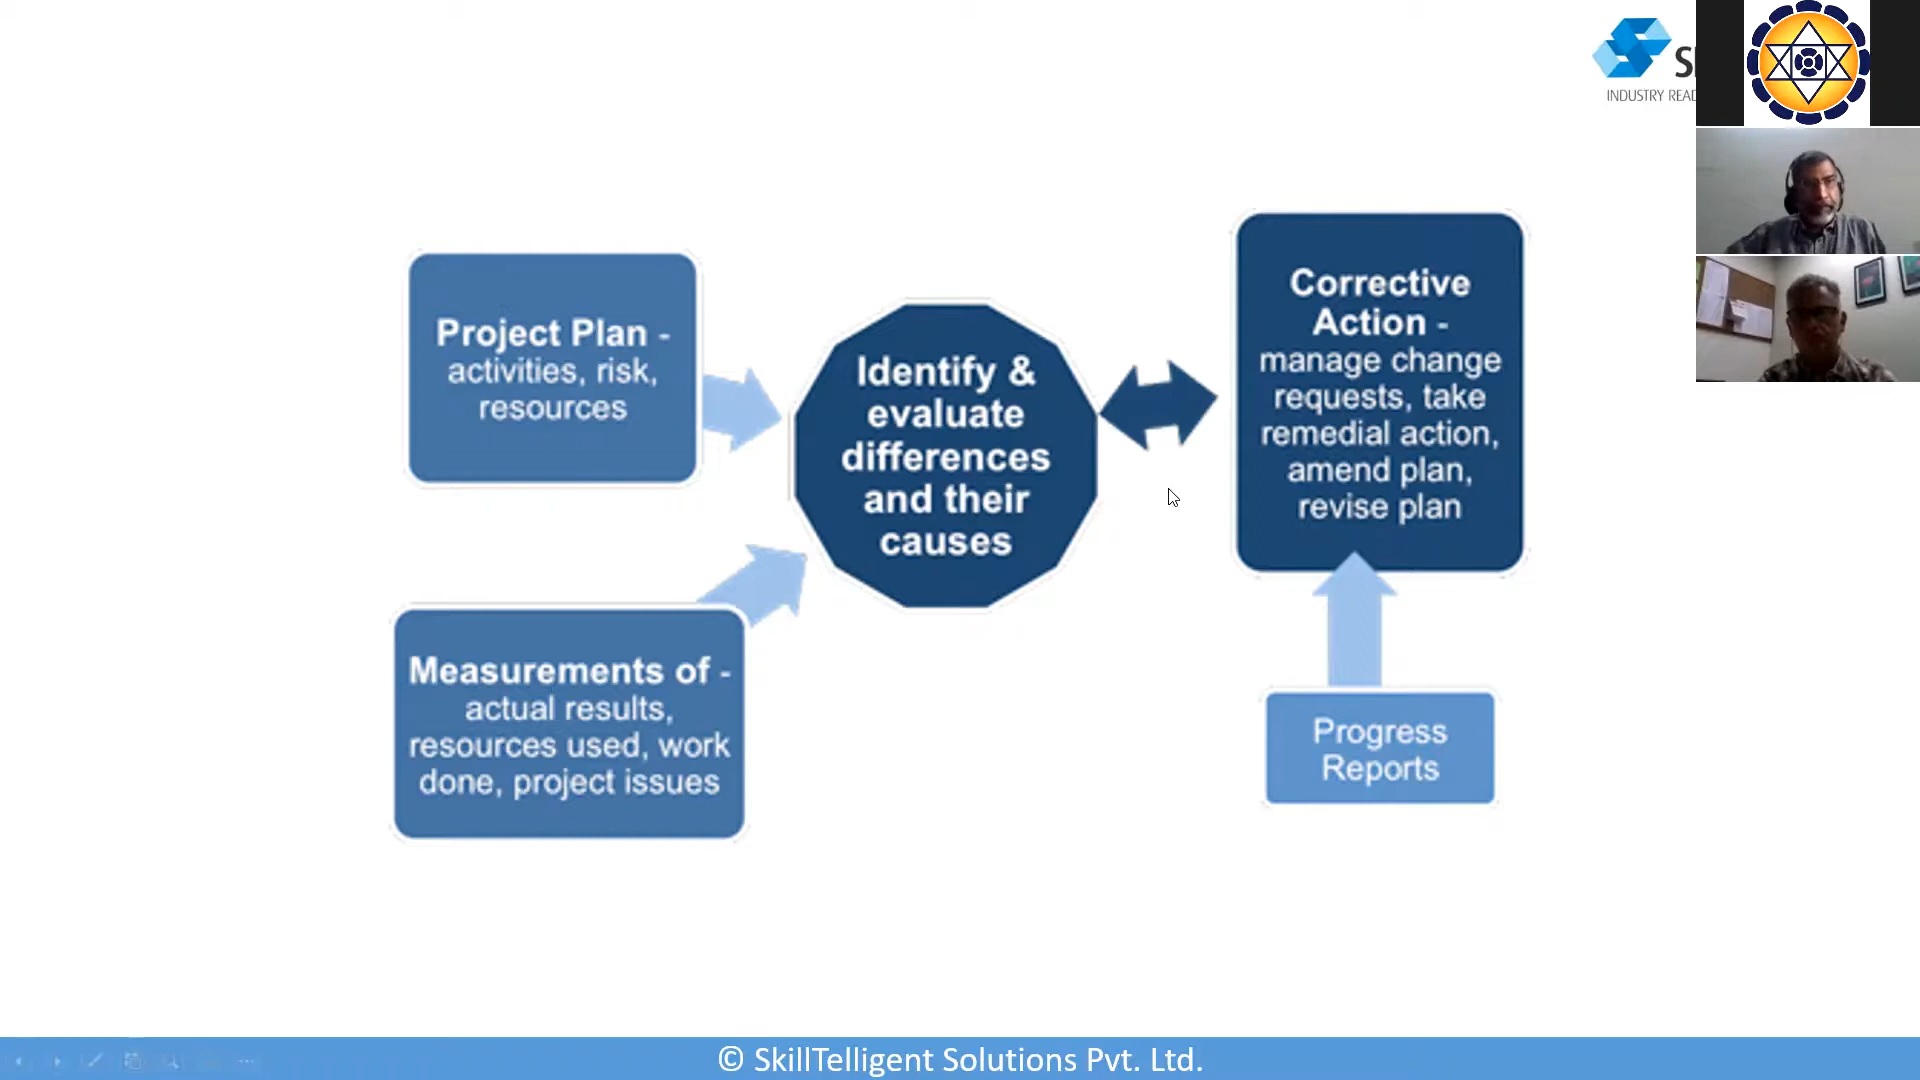 INDUSTRY
Project Plan -
activities, risk,
resources
Identify &
evaluate
differences
and their
causes
Corrective
Action -
manage change
requests, take
remedial action,
amend plan,
revise plan
Measurements of -
actual results,
resources used, work
done, project issues
Progress
Reports
© SkillTelligent Solutions Pvt. Ltd.